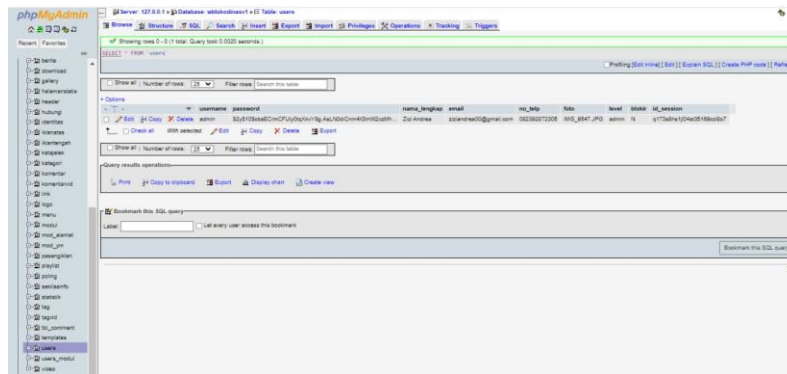 phpMyAdmin
Recent Favorites
berita
download
gallery
halamanstatis
header
hubungi
identitas
iklanatas
iklantengah
katajelek
kategori
komentar
komentarvid
link
logo
menu
modul
mod_alamat
mod_ym
pasangiklan
playlist
poling
sekilasinfo
statistik
tag
tagvid
tbl_comment
templates
users
users_modul
video
Server: 127.0.0.1 » Database: » Table: users
Browse Structure SQL Search Insert Export Import Privileges Operations Tracking Triggers
Showing rows 0 - 0 (1 total, Query took 0.0020 seconds.)
SELECT * FROM `users`
Profiling [Edit inline] [ Edit ] [ Explain SQL ] [ Create PHP code ] [ Refre
Show all Number of rows: 25 Filter rows: Search this table
+ Options
username password nama_lengkap email no_telp foto level blokir id_session
Edit Copy Delete admin Zizi Andrea ziziandrea00@gmail.com IMG_9547.JPG admin N
Check all With selected: Edit Copy Delete Export
Show all Number of rows: 25 Filter rows: Search this table
Query results operations
Print Copy to clipboard Export Display chart Create view
Bookmark this SQL query
Label: Let every user access this bookmark
Bookmark this SQL query